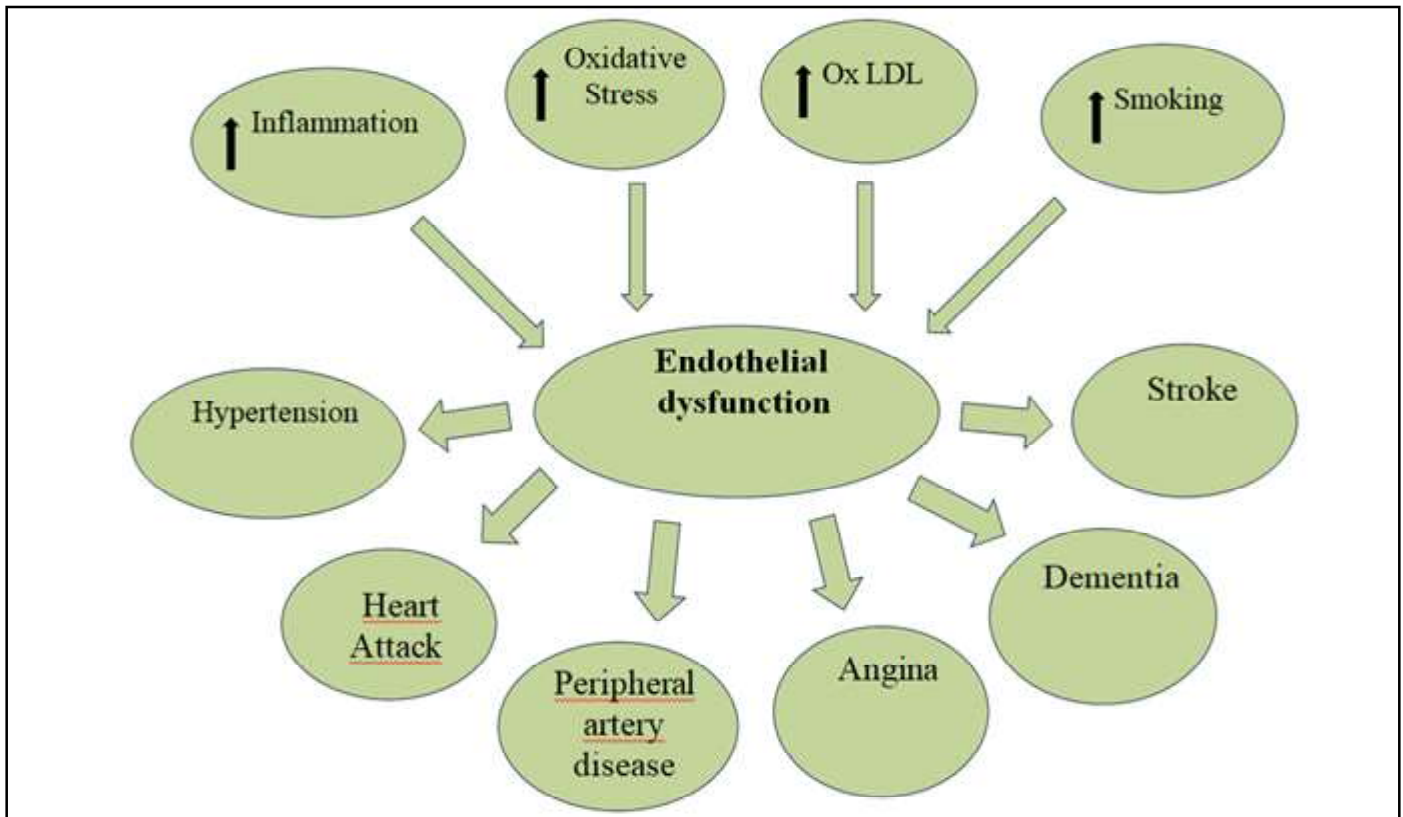 Inflammation
Oxidative
Stress
Ox LDL
Smoking
Endothelial
dysfunction
Hypertension
Stroke
Heart
Attack
Peripheral
artery
disease
Angina
Dementia